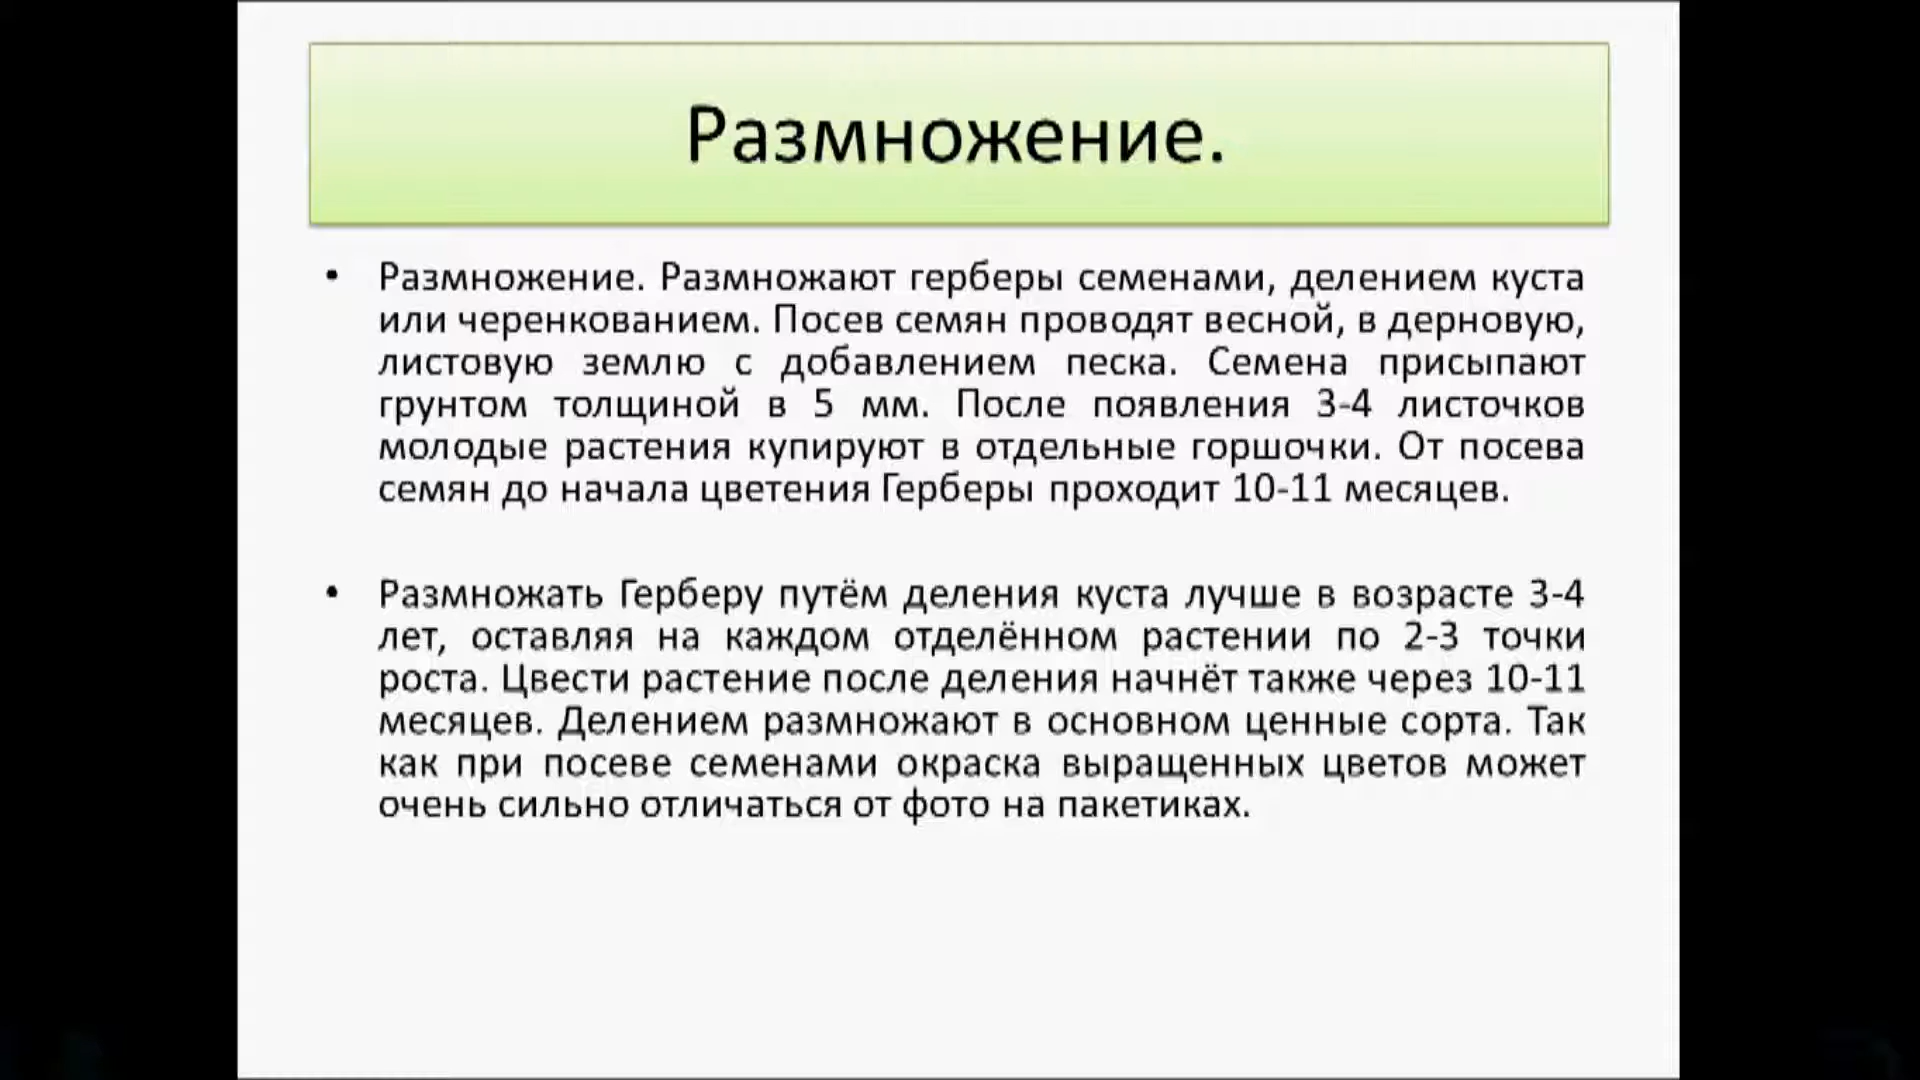 Размножение.
• Размножение. Размножают герберы семенами, делением куста
или черенкованием. Посев семян проводят весной, в дерновую,
листовую землю с добавлением песка. Семена присыпают
грунтом толщиной в 5 мм. После появления 3-4 листочков
молодые растения купируют в отдельные горшочки. От посева
семян до начала цветения Герберы проходит 10-11 месяцев.
• Размножать Герберу путём деления куста лучше в возрасте 3-4
лет, оставляя на каждом отделённом растении по 2-3 точки
роста. Цвести растение после деления начнёт также через 10-11
месяцев. Делением размножают в основном ценные сорта. Так
как при посеве семенами окраска выращенных цветов может
очень сильно отличаться от фото на пакетиках.